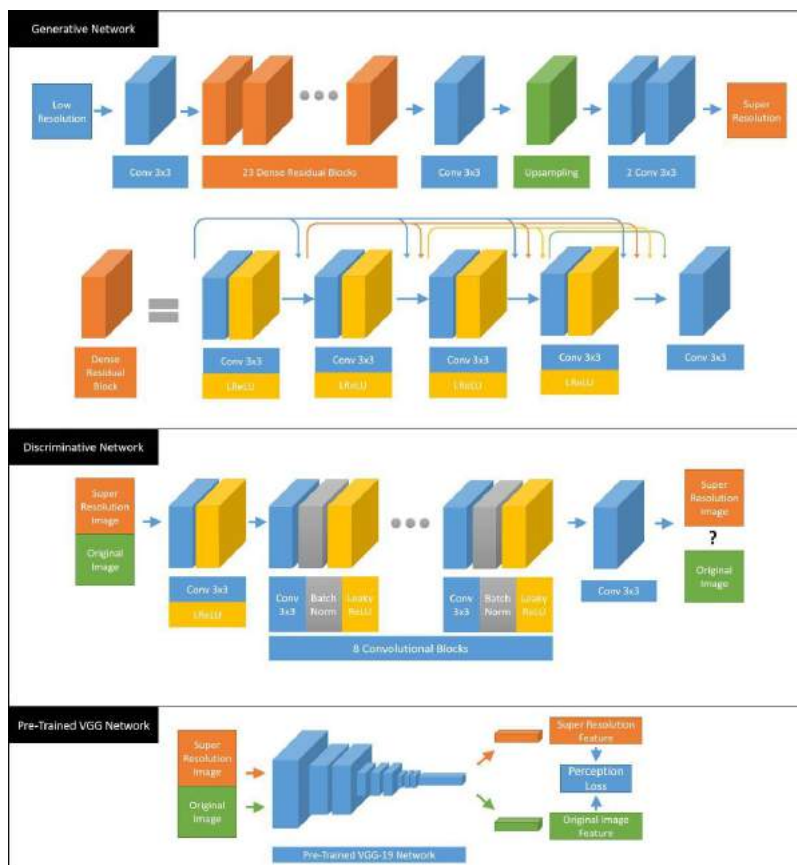 Generative Network
Low
Resolution
Super
Resolution
Conv 3x3
23 Dense Residual Blocks
Conv 3x3
Upsampling
2 Conv 3x3
Dense
Residual
Block
Conv 3x3
LReLU
Conv 3x3
LReLU
Conv 3x3
LReLU
Conv 3x3
LReLU
Conv 3x3
Discriminative Network
Super
Resolution
Image
Original
Image
Conv 3x3
LReLU
Conv
3x3
Batch
Norm
Leaky
ReLU
Conv
3x3
Batch
Norm
Leaky
ReLU
8 Convolutional Blocks
Conv 3x3
Super
Resolution
Image
?
Original
Image
Pre-Trained VGG Network
Super
Resolution
Image
Original
Image
Pre-Trained VGG-19 Network
Super Resolution
Feature
Perception
Loss
Original Image
Feature